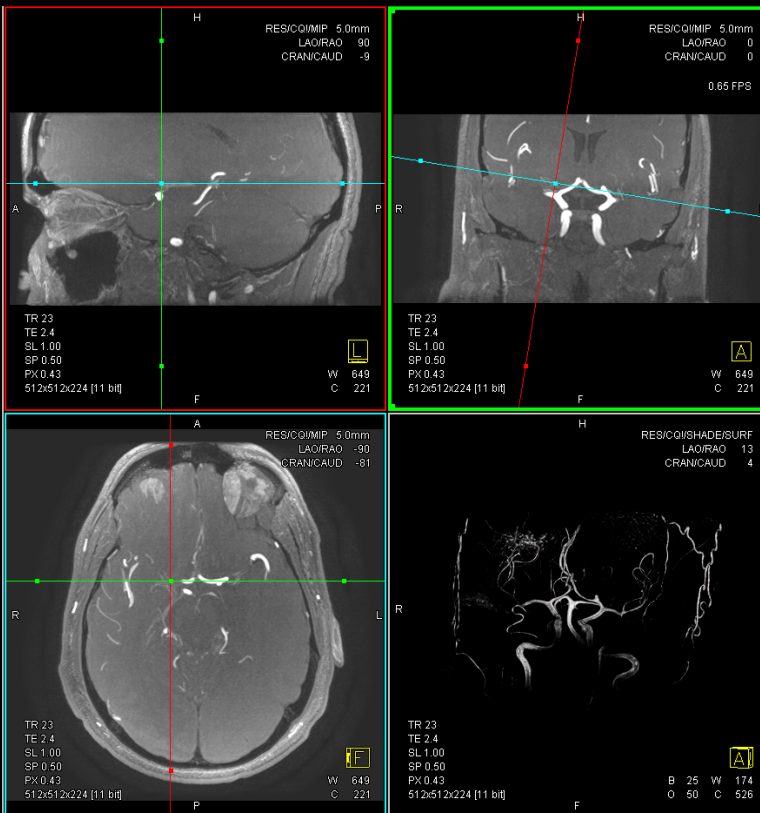 H
RES/CQ!/MIP 5.0mm
LAO/RAO 90
CRAN/CAUD -9
A
P
TR 23
TE 2.4
SL 1.00
SP 0.50
PX 0.43
512x512x224 [11 bit]
L
W 649
C 221
F
H
RES/CQ!/MIP 5.0mm
LAO/RAO 0
CRAN/CAUD 0
0.65 FPS
R
TR 23
TE 2.4
SL 1.00
SP 0.50
PX 0.43
512x512x224 [11 bit]
A
W 649
C 221
F
A
RES/CQ!/MIP 5.0mm
LAO/RAO -90
CRAN/CAUD -81
R
L
TR 23
TE 2.4
SL 1.00
SP 0.50
PX 0.43
512x512x224 [11 bit]
F
W 649
C 221
P
H
RES/CQ!/SHADE/SURF
LAO/RAO 13
CRAN/CAUD 4
R
TR 23
TE 2.4
SL 1.00
SP 0.50
PX 0.43
512x512x224 [11 bit]
A
B 25 W 174
O 50 C 526
F